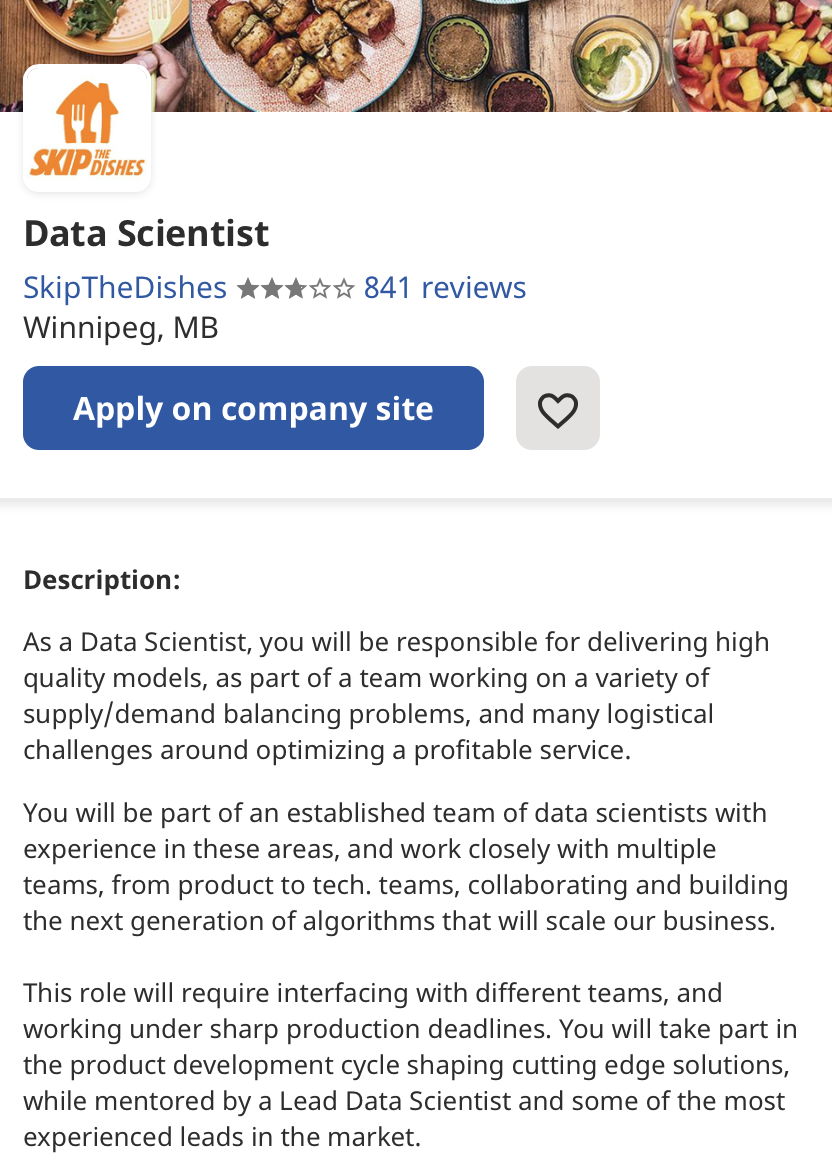 SKIP THE DISHES
Data Scientist
SkipTheDishes 841 reviews
Winnipeg, MB
Apply on company site
Description:
As a Data Scientist, you will be responsible for delivering high
quality models, as part of a team working on a variety of
supply/demand balancing problems, and many logistical
challenges around optimizing a profitable service.
You will be part of an established team of data scientists with
experience in these areas, and work closely with multiple
teams, from product to tech. teams, collaborating and building
the next generation of algorithms that will scale our business.
This role will require interfacing with different teams, and
working under sharp production deadlines. You will take part in
the product development cycle shaping cutting edge solutions,
while mentored by a Lead Data Scientist and some of the most
experienced leads in the market.